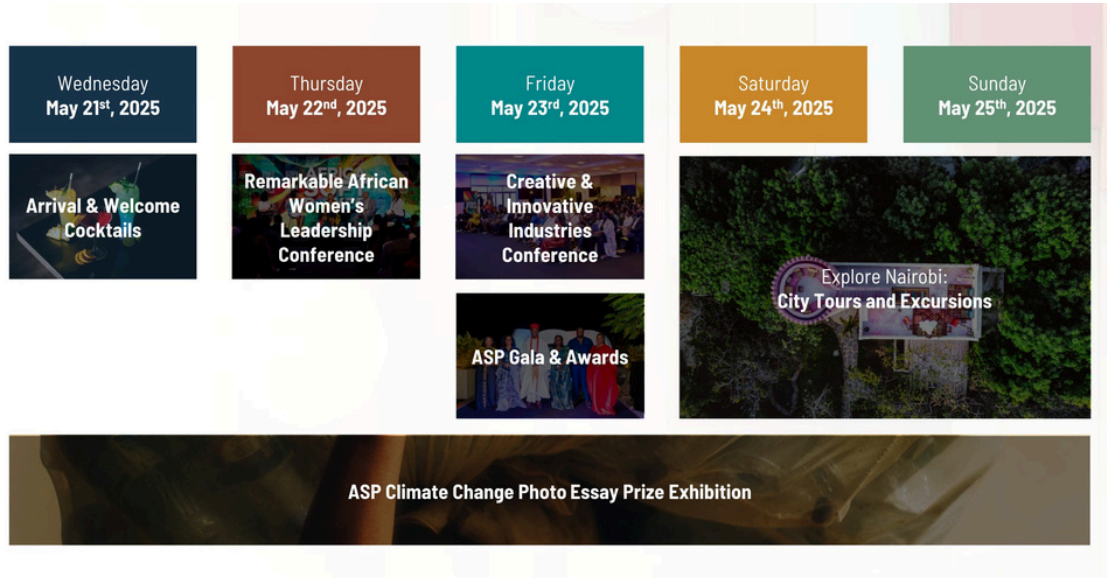 Wednesday
May 21st, 2025
Thursday
May 22nd, 2025
Friday
May 23rd, 2025
Saturday
May 24th, 2025
Sunday
May 25th, 2025
Arrival & Welcome
Cocktails
Remarkable African
Women's
Leadership
Conference
Creative &
Innovative
Industries
Conference
ASP Gala & Awards
Explore Nairobi:
City Tours and Excursions
ASP Climate Change Photo Essay Prize Exhibition